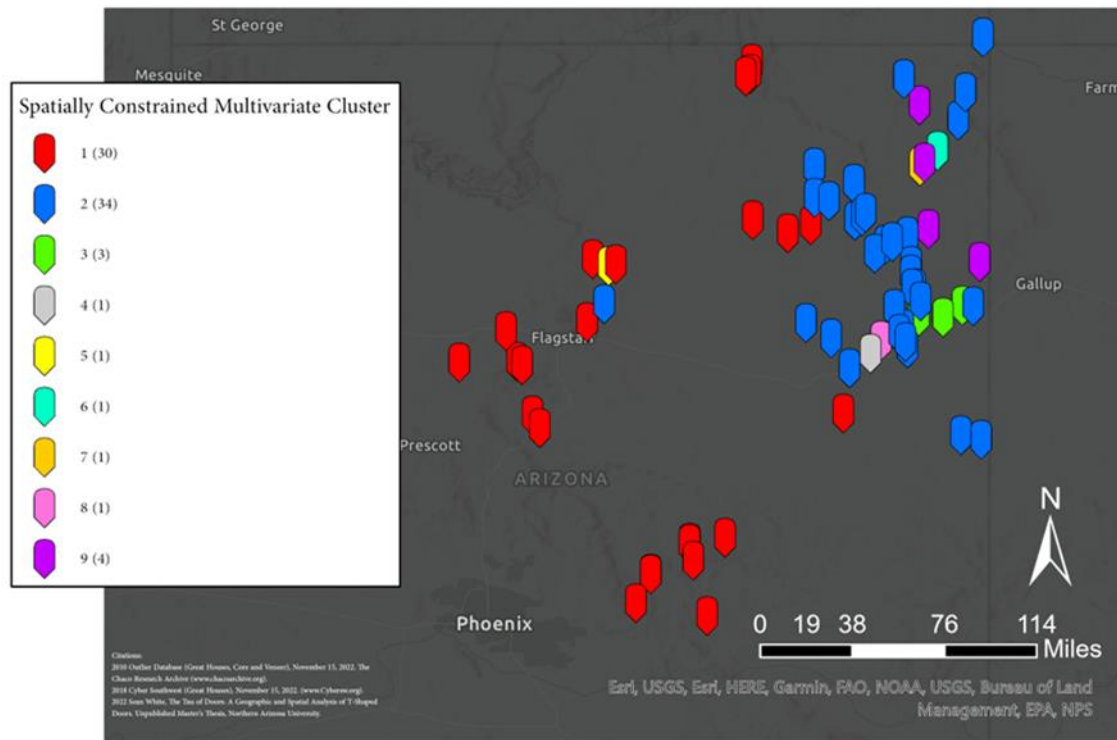 St George
Mesquite
Farm
Spatially Constrained Multivariate Cluster
1 (30)
2 (34)
3 (3)
4 (1)
5 (1)
6 (1)
7 (1)
8 (1)
9 (4)
Gallup
Flagstaff
Prescott
ARIZONA
N
Phoenix
0 19 38 76 114
Miles
Citations:
2010 Outlier Database (Great Houses, Core and Veneer), November 15, 2022. The
Chaco Research Archive (www.chacoarchive.org).
2018 Cyber Southwest (Great Houses), November 15, 2022. (www.Cybersw.org).
2022 Sean White, The Tau of Doors: A Geographic and Spatial Analysis of T-Shaped
Doors. Unpublished Master's Thesis, Northern Arizona University.
Esri, USGS, Esri, HERE, Garmin, FAO, NOAA, USGS, Bureau of Land
Management, EPA, NPS